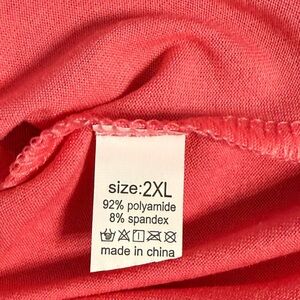 size:2XL
92% polyamide
8% spandex
made in china